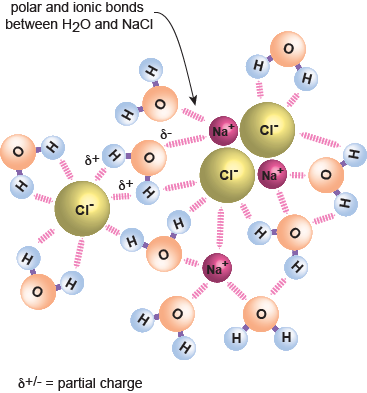 polar and ionic bonds
between H2O and NaCl
O
H
H
H
O
H
δ-
Na+
Cl-
O
H
H
δ+
H
O
H
δ+
Cl-
Na+
H
O
H
Cl-
H
H
O
H
O
H
H
H
O
Na+
O
H
H
O
H
H
δ+/- = partial charge